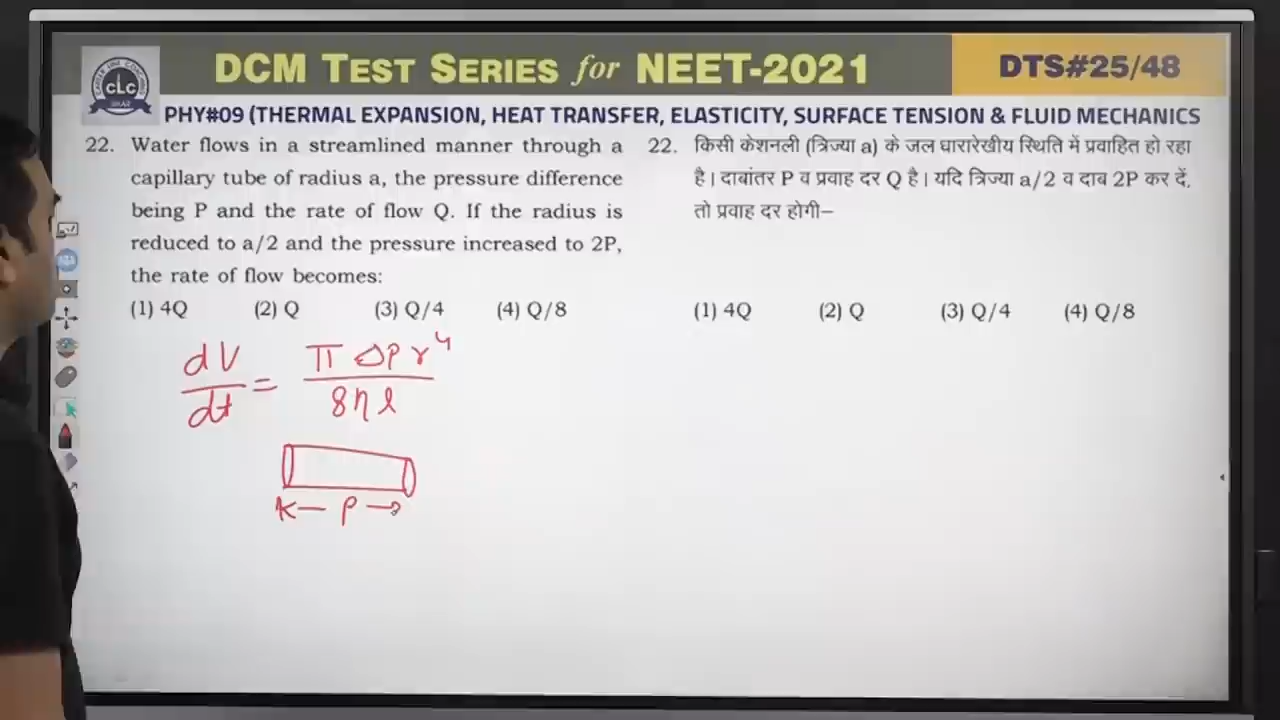 DCM TEST SERIES for NEET-2021
DTS#25/48
CLC
PHY#09 (THERMAL EXPANSION, HEAT TRANSFER, ELASTICITY, SURFACE TENSION & FLUID MECHANICS
22. Water flows in a streamlined manner through a
capillary tube of radius a, the pressure difference
being P and the rate of flow Q. If the radius is
reduced to a/2 and the pressure increased to 2P,
the rate of flow becomes:
(1) 4Q (2) Q (3) Q/4 (4) Q/8
22. किसी केशनली (त्रिज्या a) के जल धारारेखीय स्थिति में प्रवाहित हो रहा
है। दाबांतर P व प्रवाह दर Q है। यदि त्रिज्या a/2 व दाब 2P कर दें,
तो प्रवाह दर होगी–
(1) 4Q (2) Q (3) Q/4 (4) Q/8
dV/dt = π ΔP r⁴ / 8ηl
P